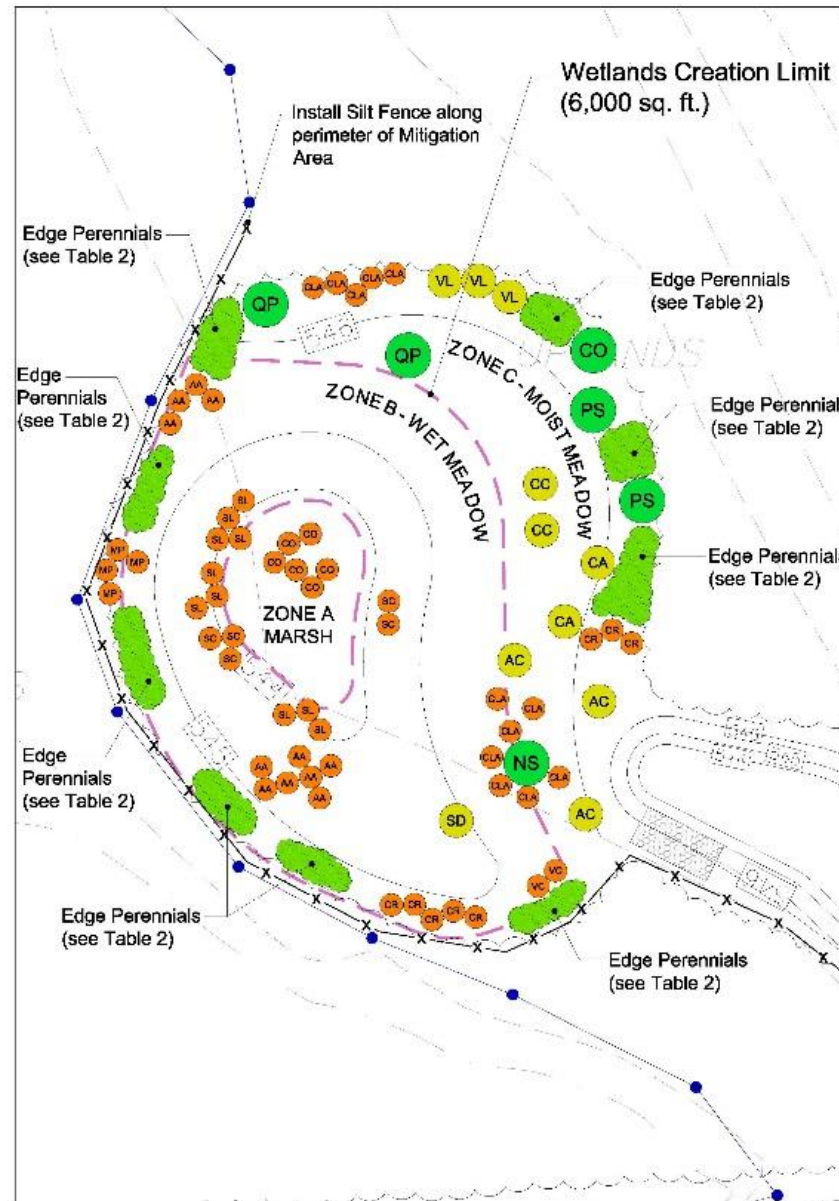 Wetlands Creation Limit
(6,000 sq. ft.)
Install Silt Fence along
perimeter of Mitigation
Area
Edge Perennials
(see Table 2)
Edge Perennials
(see Table 2)
QP
CLA CLA CLA CLA CLA
VL VL VL
QP
CO
ZONE B - WET MEADOW
ZONE C - MOIST MEADOW
Edge
Perennials
(see Table 2)
AA AA AA AA
PS
Edge Perennial
(see Table 2)
PS
CC
CC
SL SL SL SL
CO CO CO CO CO CO
MP MP MP MP
CA
Edge Perennials
(see Table 2)
SL SL SL
ZONE A
MARSH
SC SC
SC SC SC
CA
CR CR CR
AC
AC
SL SL SL
CLA CLA CLA CLA CLA CLA CLA
NS
AA AA AA AA AA AA AA
Edge
Perennials
(see Table 2)
SD
AC
VC VC
CR CR CR CR CR
Edge Perennials
(see Table 2)
Edge Perennials
(see Table 2)